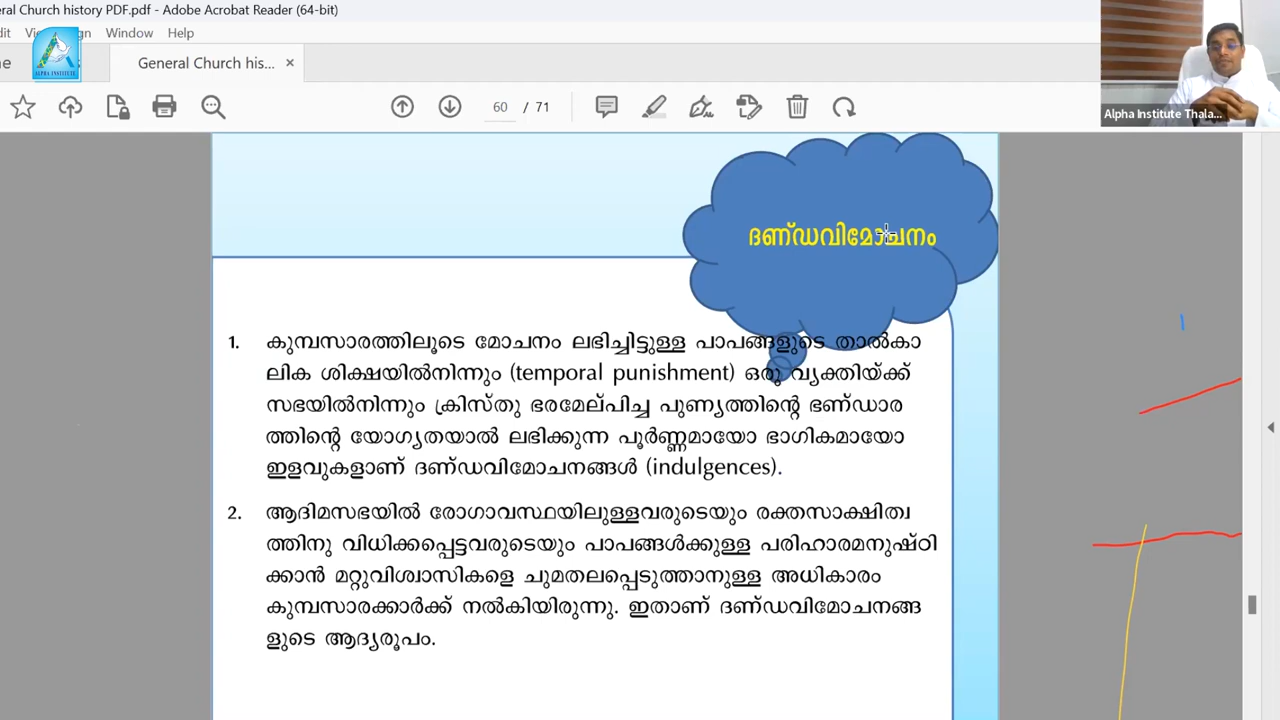 eral Church history PDF.pdf - Adobe Acrobat Reader (64-bit)
Window Help
ALPHA INSTITUTE
General Church his... ×
60 / 71
Alpha Institute Thala...
ദണ്ഡവിമോചനം
1. കുമ്പസാരത്തിലൂടെ മോചനം ലഭിച്ചിട്ടുള്ള പാപങ്ങളുടെ താൽകാ
ലിക ശിക്ഷയിൽനിന്നും (temporal punishment) ഒരു വ്യക്തിയ്ക്ക്
സഭയിൽനിന്നും ക്രിസ്തു ഭരമേല്പിച്ച പുണ്യത്തിന്റെ ഭണ്ഡാര
ത്തിന്റെ യോഗ്യതയാൽ ലഭിക്കുന്ന പൂർണ്ണമായോ ഭാഗികമായോ
ഇളവുകളാണ് ദണ്ഡവിമോചനങ്ങൾ (indulgences).
2. ആദിമസഭയിൽ രോഗാവസ്ഥയിലുള്ളവരുടെയും രക്തസാക്ഷിത്വ
ത്തിനു വിധിക്കപ്പെട്ടവരുടെയും പാപങ്ങൾക്കുള്ള പരിഹാരമനുഷ്ഠി
ക്കാൻ മറ്റുവിശ്വാസികളെ ചുമതലപ്പെടുത്താനുള്ള അധികാരം
കുമ്പസാരക്കാർക്ക് നൽകിയിരുന്നു. ഇതാണ് ദണ്ഡവിമോചനങ്ങ
ളുടെ ആദ്യരൂപം.